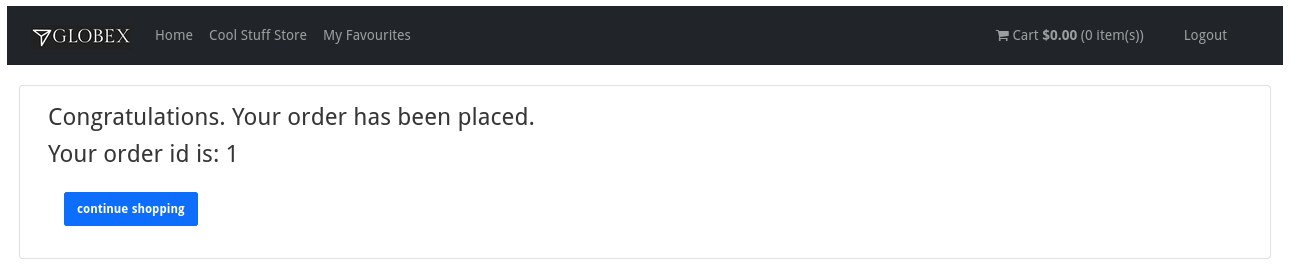 GLOBEX Home Cool Stuff Store My Favourites Cart $0.00 (0 item(s)) Logout
Congratulations. Your order has been placed.
Your order id is: 1
continue shopping